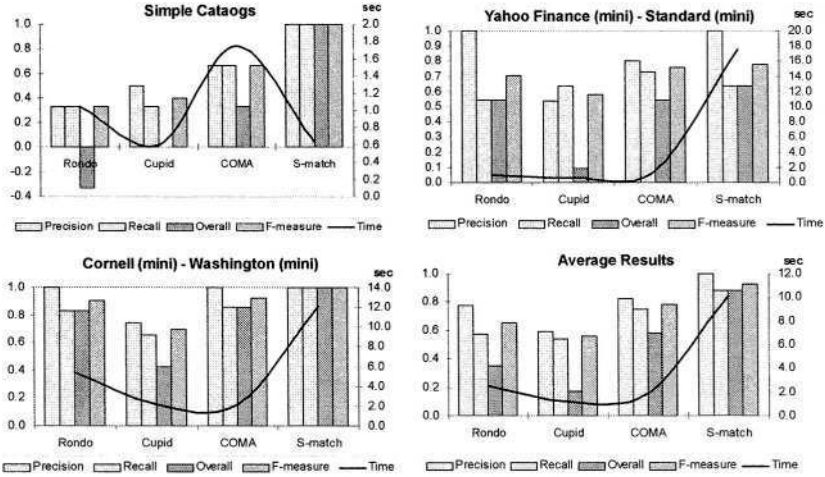 Simple Cataogs
sec
1.0
0.8
0.6
0.4
0.2
0.0
-0.2
-0.4
2.0
1.8
1.6
1.4
1.2
1.0
0.8
0.6
0.4
0.2
0.0
Rondo
Cupid
COMA
S-match
Precision Recall Overall F-measure Time
Yahoo Finance (mini) - Standard (mini)
sec
1.0
0.9
0.8
0.7
0.6
0.5
0.4
0.3
0.2
0.1
0.0
20.0
18.0
16.0
14.0
12.0
10.0
8.0
6.0
4.0
2.0
0.0
Rondo
Cupid
COMA
S-match
Precision Recall Overall F-measure Time
Cornell (mini) - Washington (mini)
sec
1.0
0.8
0.6
0.4
0.2
0.0
14.0
12.0
10.0
8.0
6.0
4.0
2.0
0.0
Rondo
Cupid
COMA
S-match
Precision Recall Overall F-measure Time
Average Results
sec
1.0
0.8
0.6
0.4
0.2
0.0
12.0
10.0
8.0
6.0
4.0
2.0
0.0
Rondo
Cupid
COMA
S-match
Precision Recall Overall F-measure Time